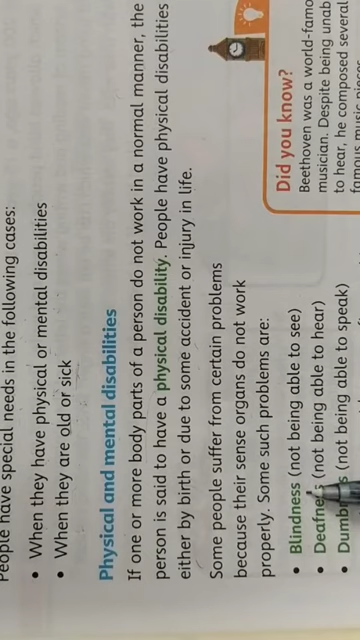 People have special needs in the following cases:
• When they have physical or mental disabilities
• When they are old or sick
Physical and mental disabilities
If one or more body parts of a person do not work in a normal manner, the
person is said to have a physical disability. People have physical disabilities
either by birth or due to some accident or injury in life.
Some people suffer from certain problems
because their sense organs do not work
properly. Some such problems are:
• Blindness (not being able to see)
• (not being able to hear)
• (not being able to speak)
Did you know?
Beethoven was a
musician. Despite being
to hear, he composed several
famous music pieces